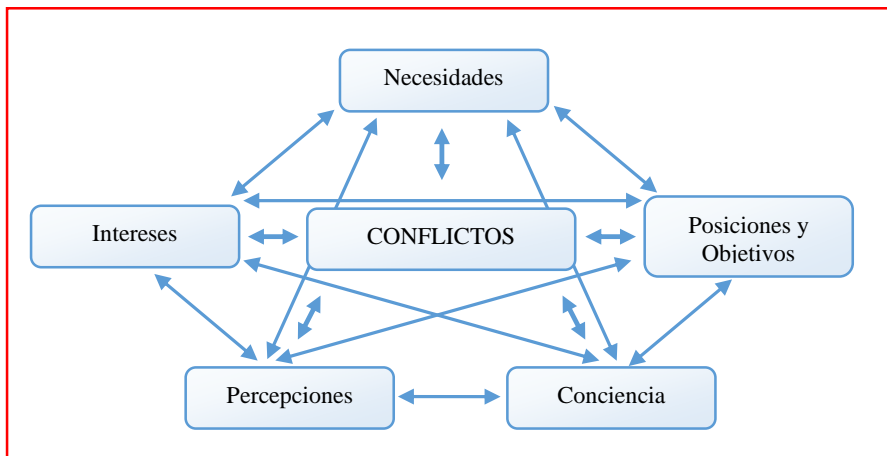 Necesidades
Intereses
CONFLICTOS
Posiciones y
Objetivos
Percepciones
Conciencia